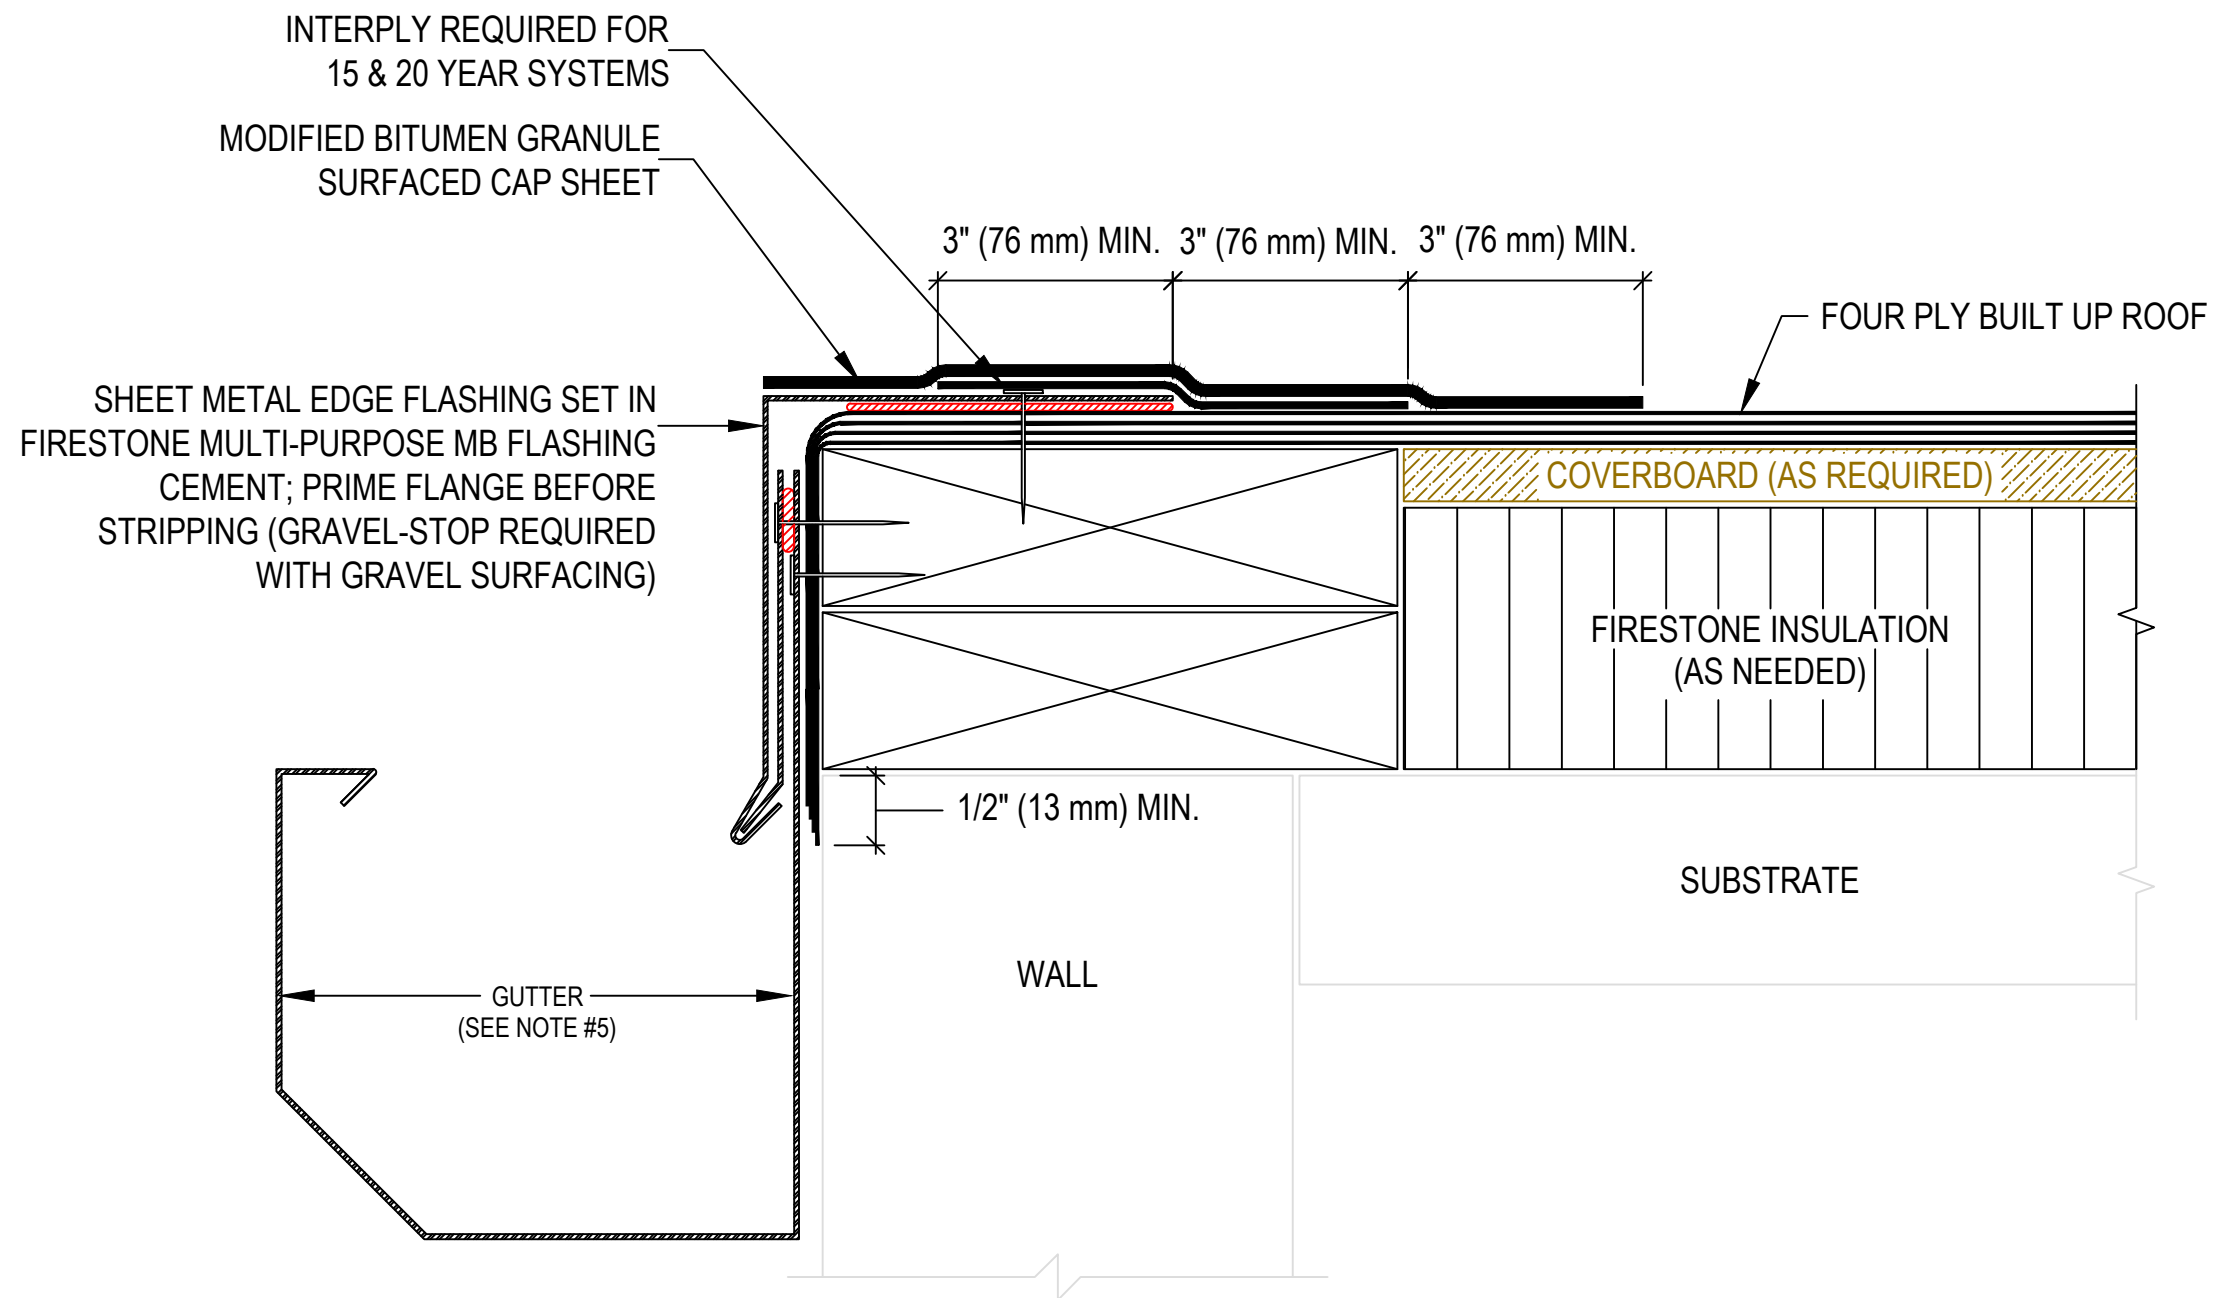 INTERPLY REQUIRED FOR
15 & 20 YEAR SYSTEMS
MODIFIED BITUMEN GRANULE
SURFACED CAP SHEET
3" (76 mm) MIN. 3" (76 mm) MIN. 3" (76 mm) MIN.
FOUR PLY BUILT UP ROOF
SHEET METAL EDGE FLASHING SET IN
FIRESTONE MULTI-PURPOSE MB FLASHING
CEMENT; PRIME FLANGE BEFORE
STRIPPING (GRAVEL-STOP REQUIRED
WITH GRAVEL SURFACING)
COVERBOARD (AS REQUIRED)
FIRESTONE INSULATION
(AS NEEDED)
1/2" (13 mm) MIN.
SUBSTRATE
WALL
GUTTER
(SEE NOTE #5)